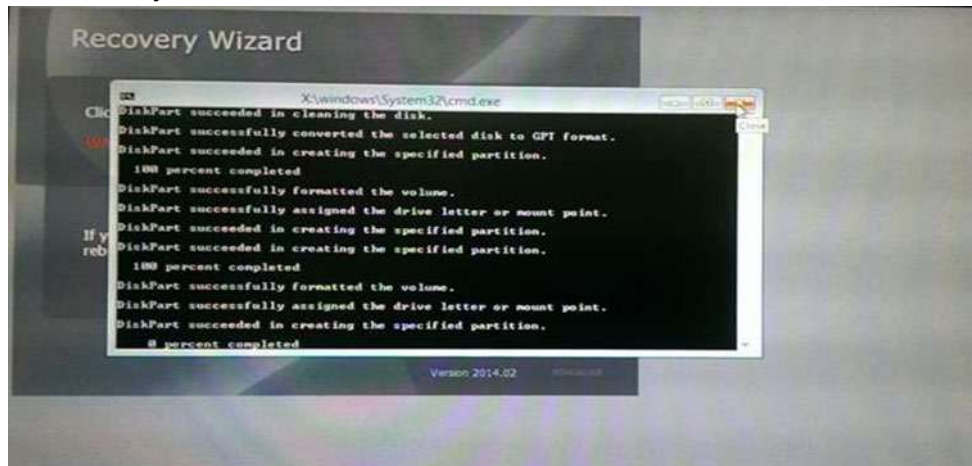 Recovery Wizard
X:\windows\System32\cmd.exe
Clic
DiskPart succeeded in cleaning the disk.
Close
DiskPart successfully converted the selected disk to GPT format.
DiskPart succeeded in creating the specified partition.
100 percent completed
DiskPart successfully formatted the volume.
DiskPart successfully assigned the drive letter or mount point.
DiskPart succeeded in creating the specified partition.
If y
reb
DiskPart succeeded in creating the specified partition.
100 percent completed
DiskPart successfully formatted the volume.
DiskPart successfully assigned the drive letter or mount point.
DiskPart succeeded in creating the specified partition.
0 percent completed
Version 2014.02